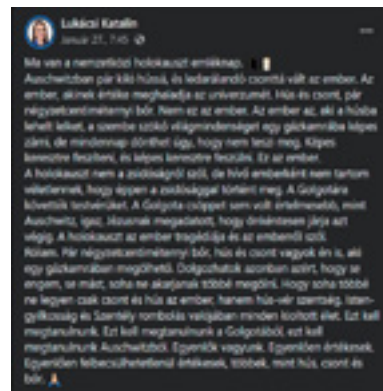 Lukácsi Katalin
Január 27., 7:45
Ma van a nemzetközi holokauszt emléknap.
Auschwitzban pár kiló hússá, és ledarálandó csonttá vált az ember. Az
ember, akinek értéke meghaladja az univerzumét. Hús és csont, pár
négyzetcentiméternyi bőr. Nem ez az ember. Az ember az, aki a húsba
lehelt lelket, a szembe szökő világmindenséget egy gázkamrába képes
zárni, de mindennap dönthet úgy, hogy nem teszi meg. Képes
keresztre feszíteni, és képes keresztre feszülni. Ez az ember.
A holokauszt nem a zsidóságról szól, de hívő emberként nem tartom
véletlennek, hogy éppen a zsidósággal történt meg. A Golgotára
követték testvérüket. A Golgota csöppet sem volt értelmesebb, mint
Auschwitz, igaz, Jézusnak megadatott, hogy önkéntesen járja azt
végig. A holokauszt az ember tragédiája és az emberről szól.
Rólam. Pár négyzetcentiméternyi bőr, hús és csont vagyok én is, aki
egy gázkamrában megölhető. Dolgozhatok azonban azért, hogy se
engem, se mást, soha ne akarjanak többé megölni. Hogy soha többé
ne legyen csak csont és hús az ember, hanem hús-vér szentség. Isten-
gyilkosság és Szentély rombolás valójában minden kioltott élet. Ezt kell
megtanulnunk. Ezt kell megtanulnunk a Golgotából, ezt kell
megtanulnunk Auschwitzból. Egyenlők vagyunk. Egyenlően értékesek.
Egyenlően felbecsülhetetlenül értékesek, többek, mint hús, csont és
bőr.